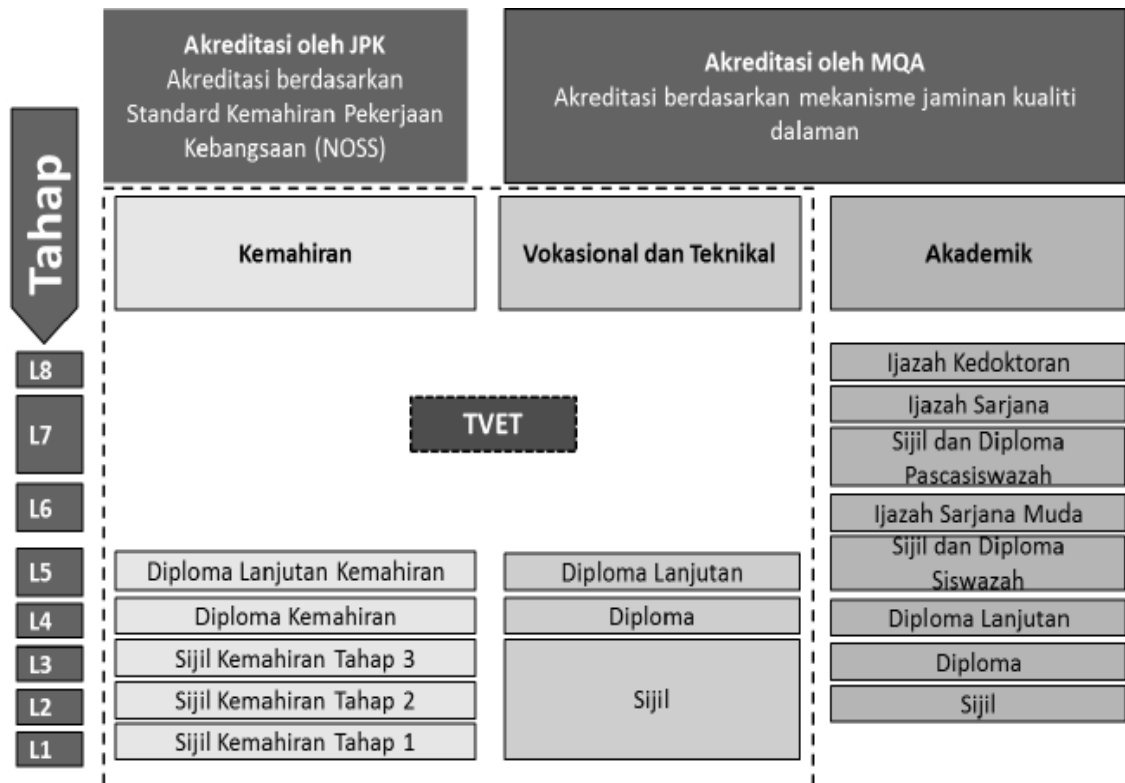 Akreditasi oleh JPK
Akreditasi berdasarkan
Standard Kemahiran Pekerjaan
Kebangsaan (NOSS)
Akreditasi oleh MQA
Akreditasi berdasarkan mekanisme jaminan kualiti
dalaman
Tahap
Kemahiran
Vokasional dan Teknikal
Akademik
L8
Ijazah Kedoktoran
TVET
L7
Ijazah Sarjana
Sijil dan Diploma
Pascasiswazah
L6
Ijazah Sarjana Muda
L5
Diploma Lanjutan Kemahiran
Diploma Lanjutan
Sijil dan Diploma
Siswazah
L4
Diploma Kemahiran
Diploma
Diploma Lanjutan
L3
Sijil Kemahiran Tahap 3
Diploma
L2
Sijil Kemahiran Tahap 2
Sijil
Sijil
L1
Sijil Kemahiran Tahap 1